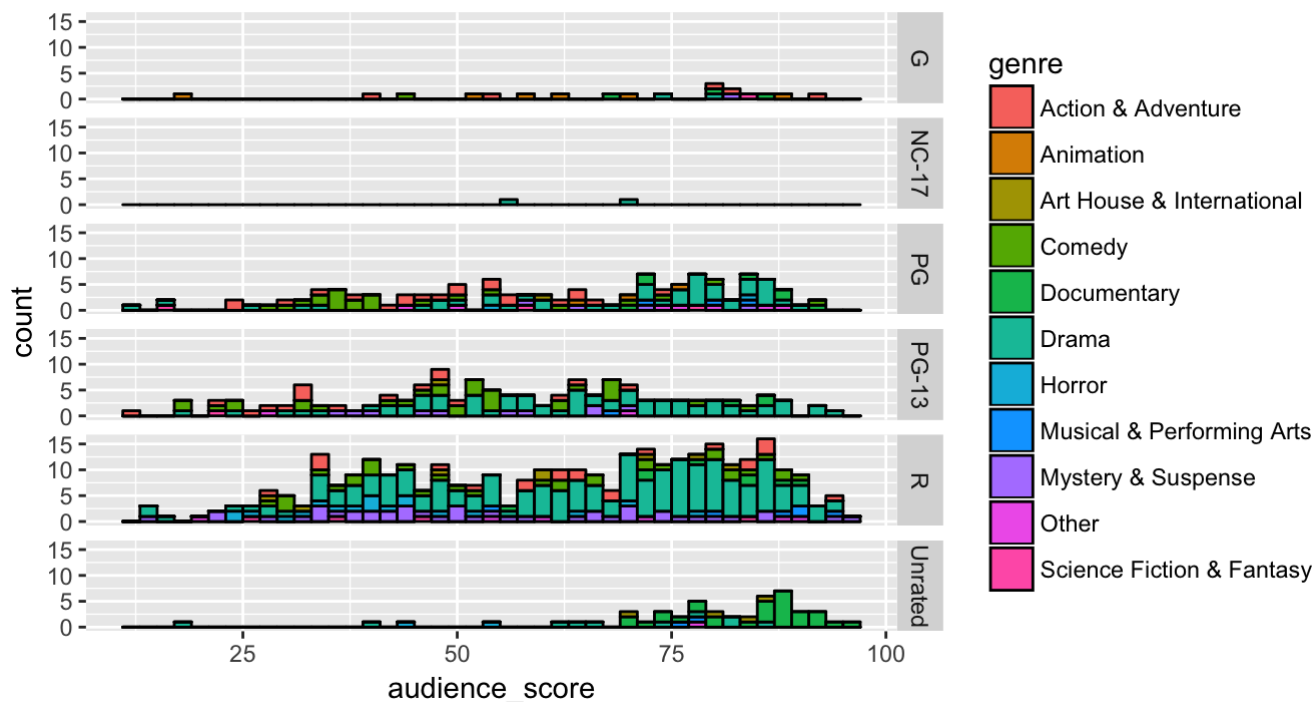 15
10
5
0
G
15
10
5
0
NC-17
15
10
5
0
PG
15
10
5
0
PG-13
15
10
5
0
R
15
10
5
0
Unrated
count
25 50 75 100
audience_score
genre
Action & Adventure
Animation
Art House & International
Comedy
Documentary
Drama
Horror
Musical & Performing Arts
Mystery & Suspense
Other
Science Fiction & Fantasy